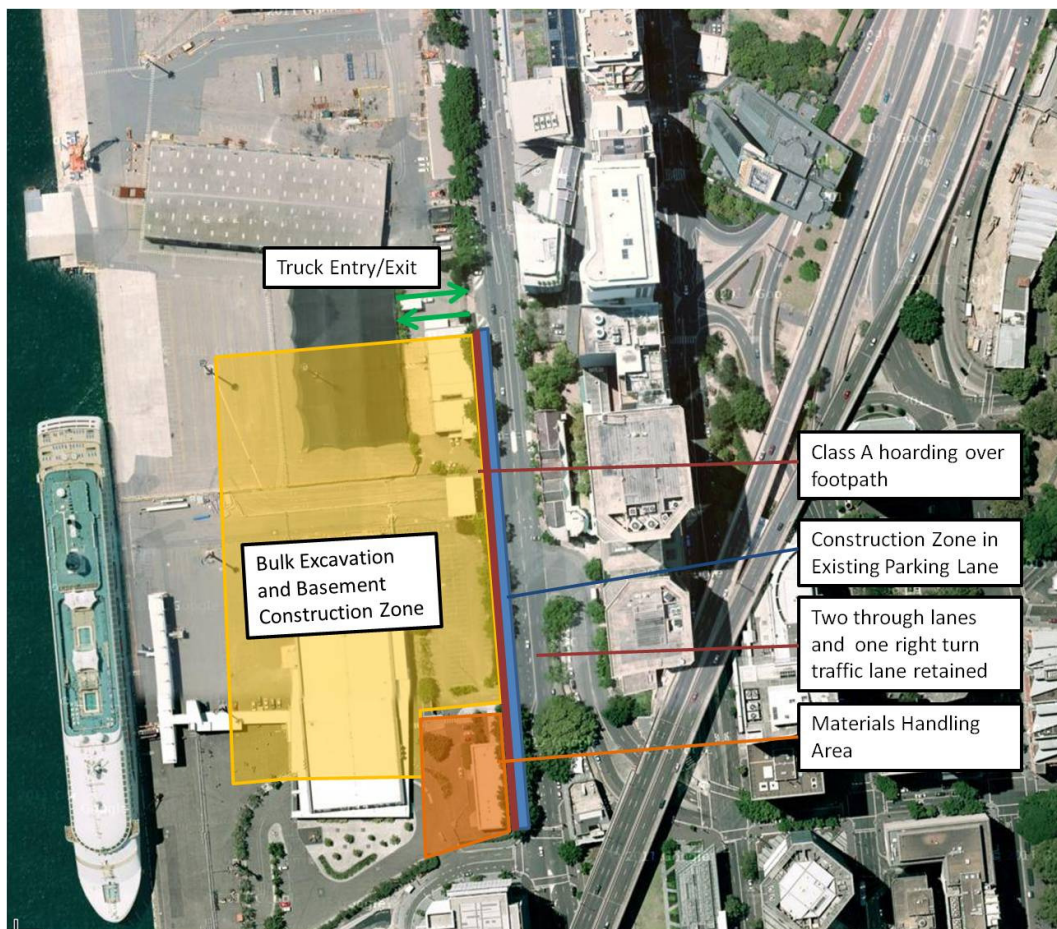 Truck Entry/Exit
Class A hoarding over
footpath
Construction Zone in
Existing Parking Lane
Bulk Excavation
and Basement
Construction Zone
Two through lanes
and one right turn
traffic lane retained
Materials Handling
Area